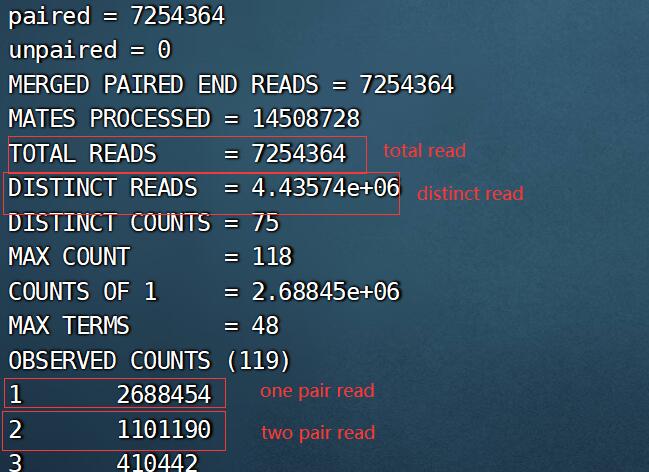 paired = 7254364
unpaired = 0
MERGED PAIRED END READS = 7254364
MATES PROCESSED = 14508728
TOTAL READS     = 7254364 total read
DISTINCT READS  = 4.43574e+06 distinct read
DISTINCT COUNTS = 75
MAX COUNT       = 118
COUNTS OF 1     = 2.68845e+06
MAX TERMS       = 48
OBSERVED COUNTS (119)
1       2688454 one pair read
2       1101190 two pair read
3       410442